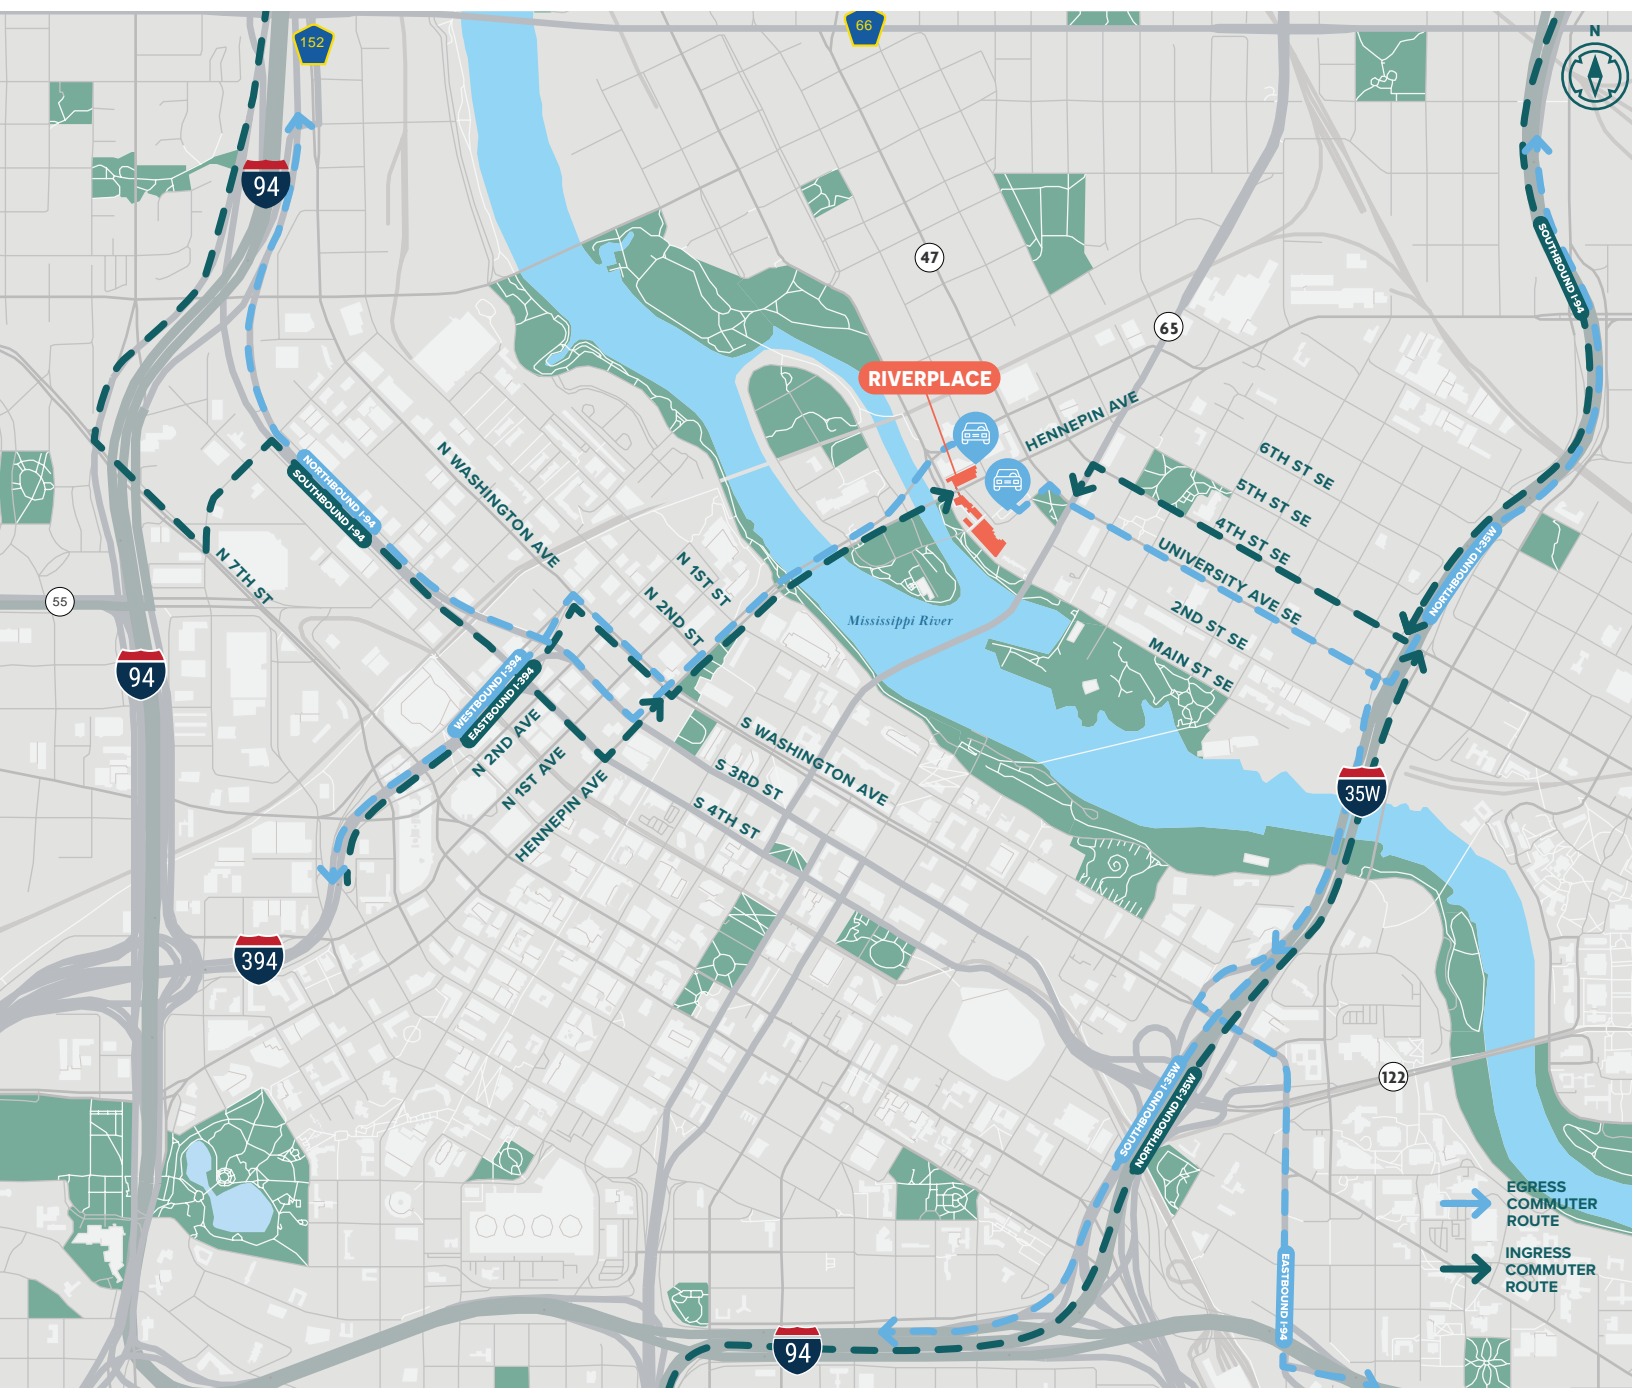 152
66
N
94
SOUTHBOUND I-94
47
65
RIVERPLACE
HENNEPIN AVE
6TH ST SE
5TH ST SE
4TH ST SE
UNIVERSITY AVE SE
2ND ST SE
MAIN ST SE
NORTHBOUND I-35W
NORTHBOUND I-94
SOUTHBOUND I-94
N WASHINGTON AVE
N 7TH ST
N 1ST ST
N 2ND ST
55
Mississippi River
94
WESTBOUND I-394
EASTBOUND I-394
N 2ND AVE
N 1ST AVE
HENNEPIN AVE
S WASHINGTON AVE
S 3RD ST
S 4TH ST
35W
394
122
SOUTHBOUND I-35W
NORTHBOUND I-35W
EGRESS
COMMUTER
ROUTE
INGRESS
COMMUTER
ROUTE
EASTBOUND I-94
94